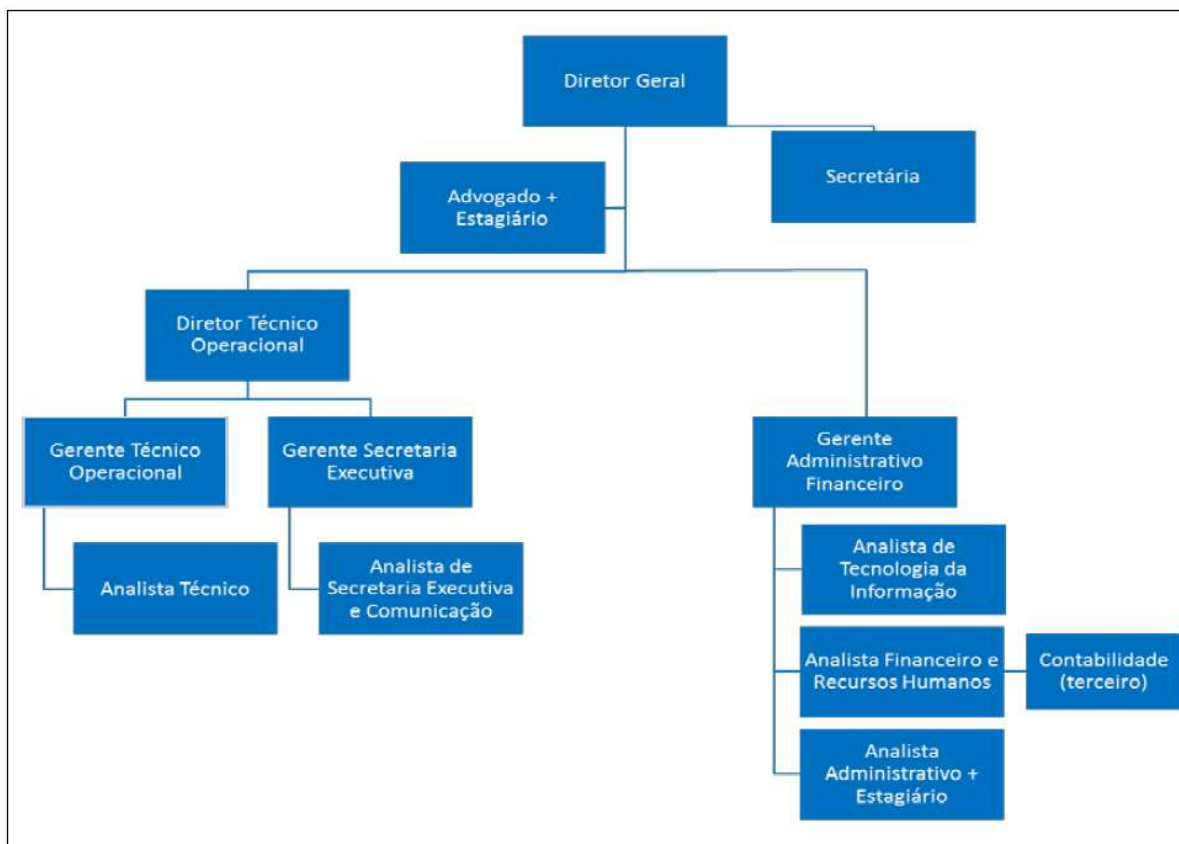 Diretor Geral
Secretária
Advogado +
Estagiário
Diretor Técnico
Operacional
Gerente Técnico
Operacional
Gerente Secretaria
Executiva
Gerente
Administrativo
Financeiro
Analista Técnico
Analista de
Secretaria Executiva
e Comunicação
Analista de
Tecnologia da
Informação
Analista Financeiro e
Recursos Humanos
Contabilidade
(terceiro)
Analista
Administrativo +
Estagiário